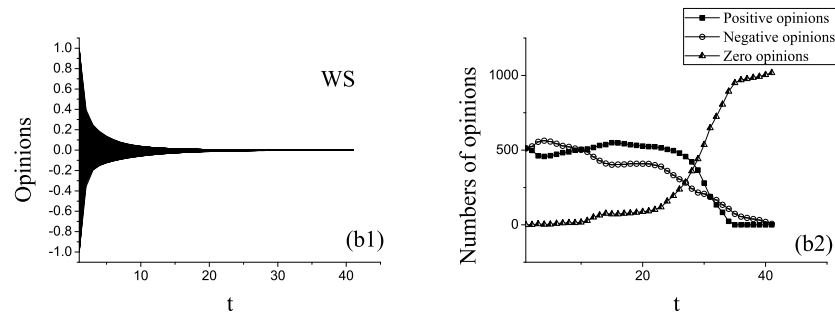 1.0
0.8
0.6
0.4
0.2
0.0
-0.2
-0.4
-0.6
-0.8
-1.0
Opinions
WS
(b1)
10 20 30 40
t
Positive opinions
Negative opinions
Zero opinions
1000
500
0
Numbers of opinions
(b2)
0 20 40
t